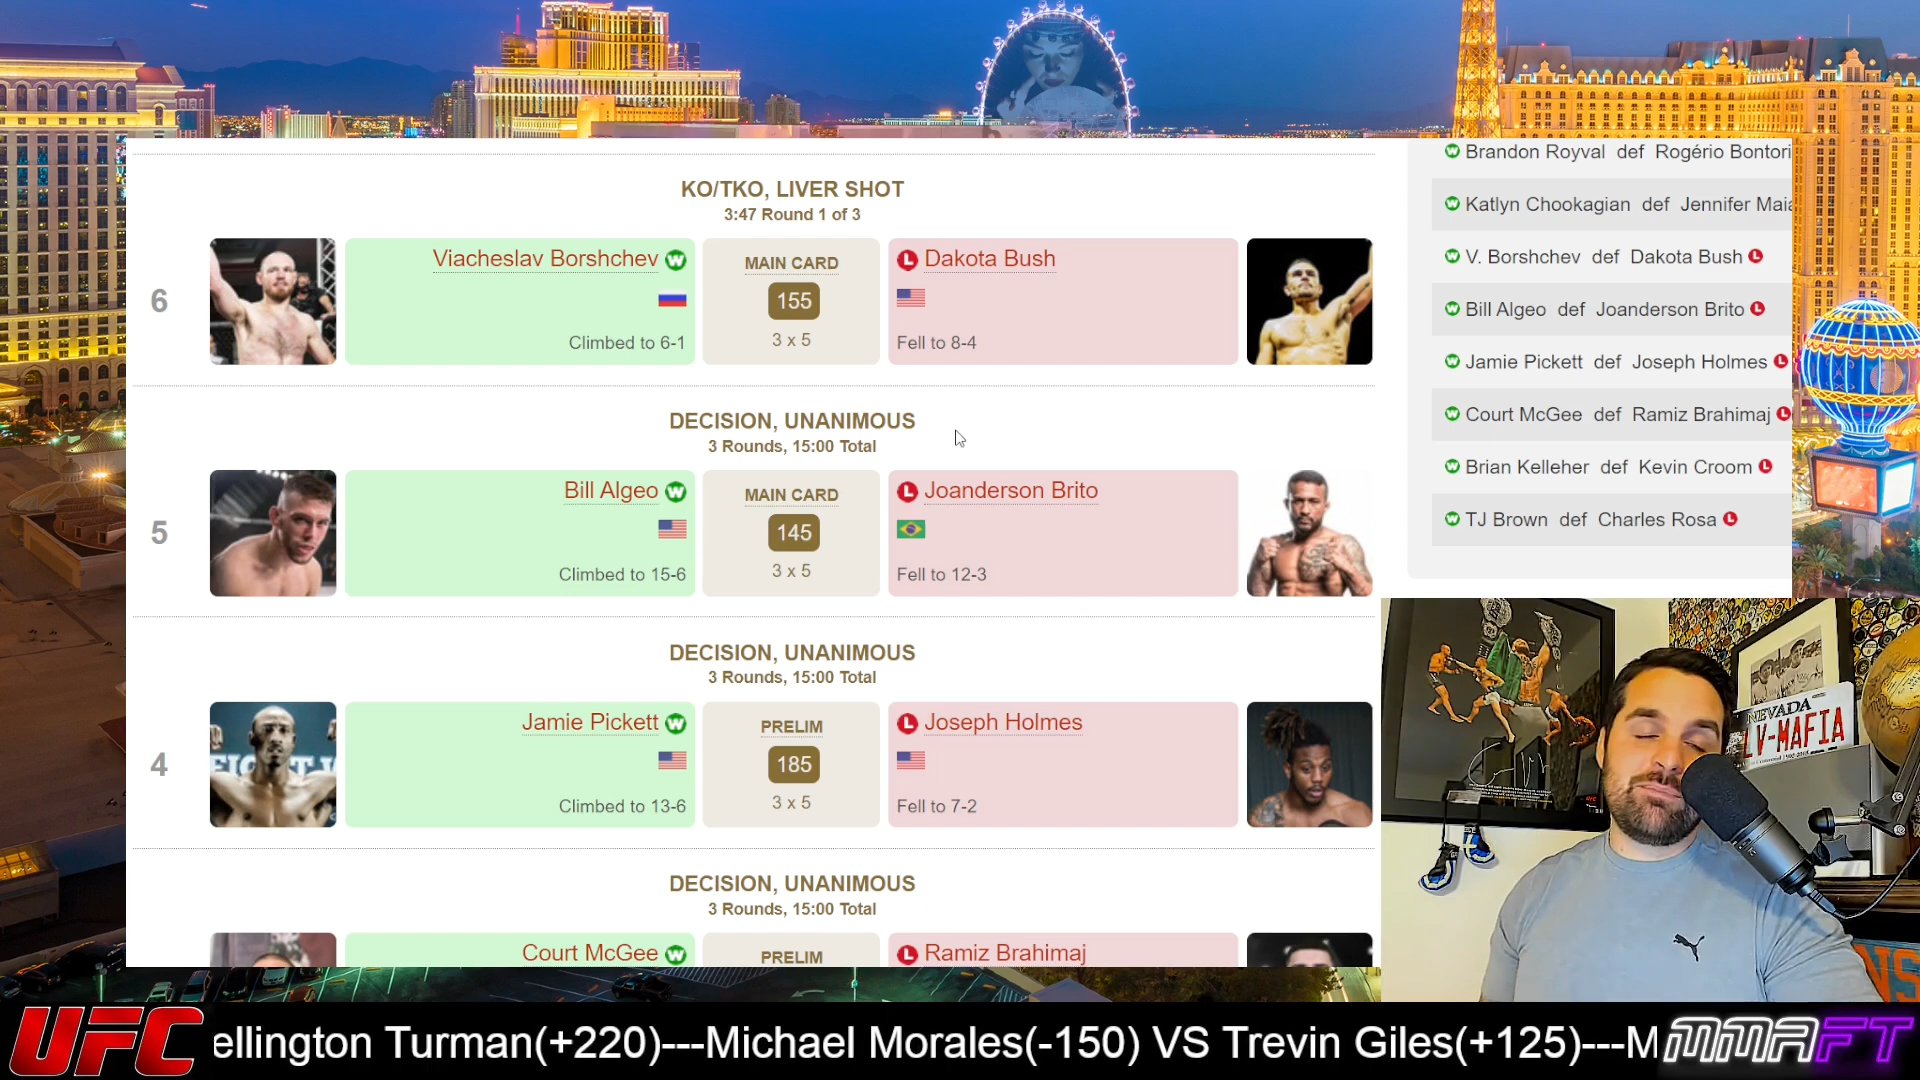 KO/TKO, LIVER SHOT
3:47 Round 1 of 3
6
Viacheslav Borshchev W
Climbed to 6-1
MAIN CARD
155
3 x 5
L Dakota Bush
Fell to 8-4
DECISION, UNANIMOUS
3 Rounds, 15:00 Total
5
Bill Algeo W
Climbed to 15-6
MAIN CARD
145
3 x 5
L Joanderson Brito
Fell to 12-3
DECISION, UNANIMOUS
3 Rounds, 15:00 Total
4
Jamie Pickett W
Climbed to 13-6
PRELIM
185
3 x 5
L Joseph Holmes
Fell to 7-2
DECISION, UNANIMOUS
3 Rounds, 15:00 Total
Court McGee W
PRELIM
L Ramiz Brahimaj
W Brandon Royval def Rogério Bontori
W Katlyn Chookagian def Jennifer Maia
W V. Borshchev def Dakota Bush L
W Bill Algeo def Joanderson Brito L
W Jamie Pickett def Joseph Holmes L
W Court McGee def Ramiz Brahimaj L
W Brian Kelleher def Kevin Croom L
W TJ Brown def Charles Rosa L
NEVADA
LV-MAFIA
NS
UFC
ellington Turman(+220)---Michael Morales(-150) VS Trevin Giles(+125)---M
MMAFT